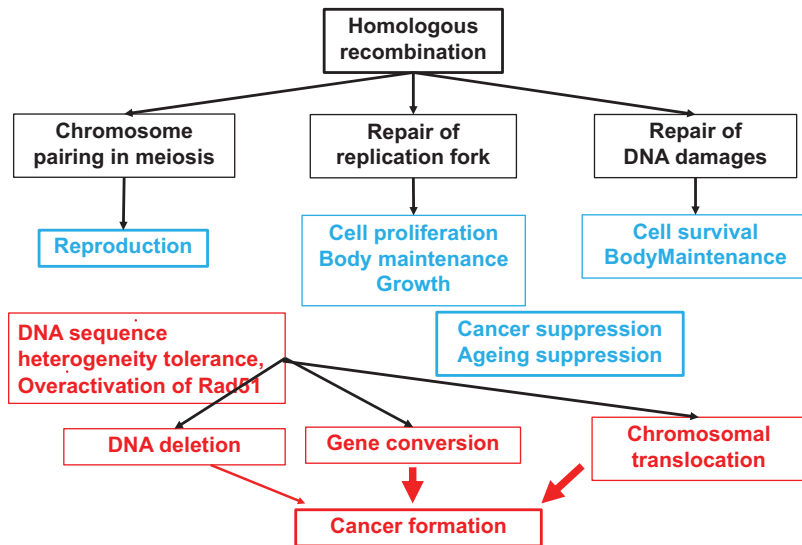 Homologous
recombination
Chromosome
pairing in meiosis
Repair of
replication fork
Repair of
DNA damages
Reproduction
Cell proliferation
Body maintenance
Growth
Cell survival
BodyMaintenance
DNA sequence
heterogeneity tolerance,
Overactivation of Rad51
Cancer suppression
Ageing suppression
DNA deletion
Gene conversion
Chromosomal
translocation
Cancer formation